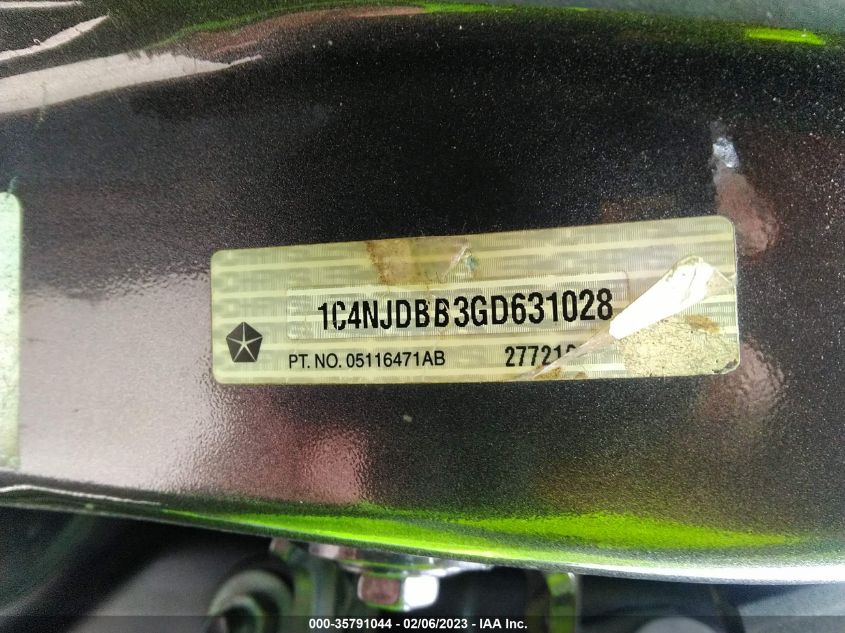 1C4NJDBB3GD631028
PT. NO. 05116471AB
000-35791044 - 02/06/2023 - IAA Inc.